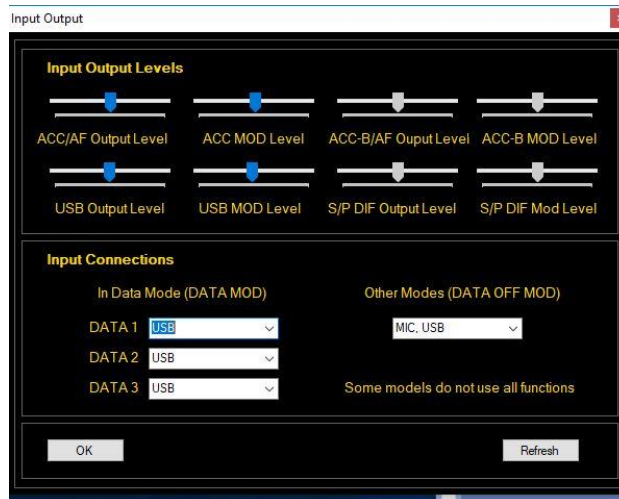 Input Output
Input Output Levels
ACC/AF Output Level ACC MOD Level ACC-B/AF Ouput Level ACC-B MOD Level
USB Output Level USB MOD Level S/P DIF Output Level S/P DIF Mod Level
Input Connections
In Data Mode (DATA MOD) Other Modes (DATA OFF MOD)
DATA 1 USB MIC, USB
DATA 2 USB
DATA 3 USB Some models do not use all functions
OK Refresh